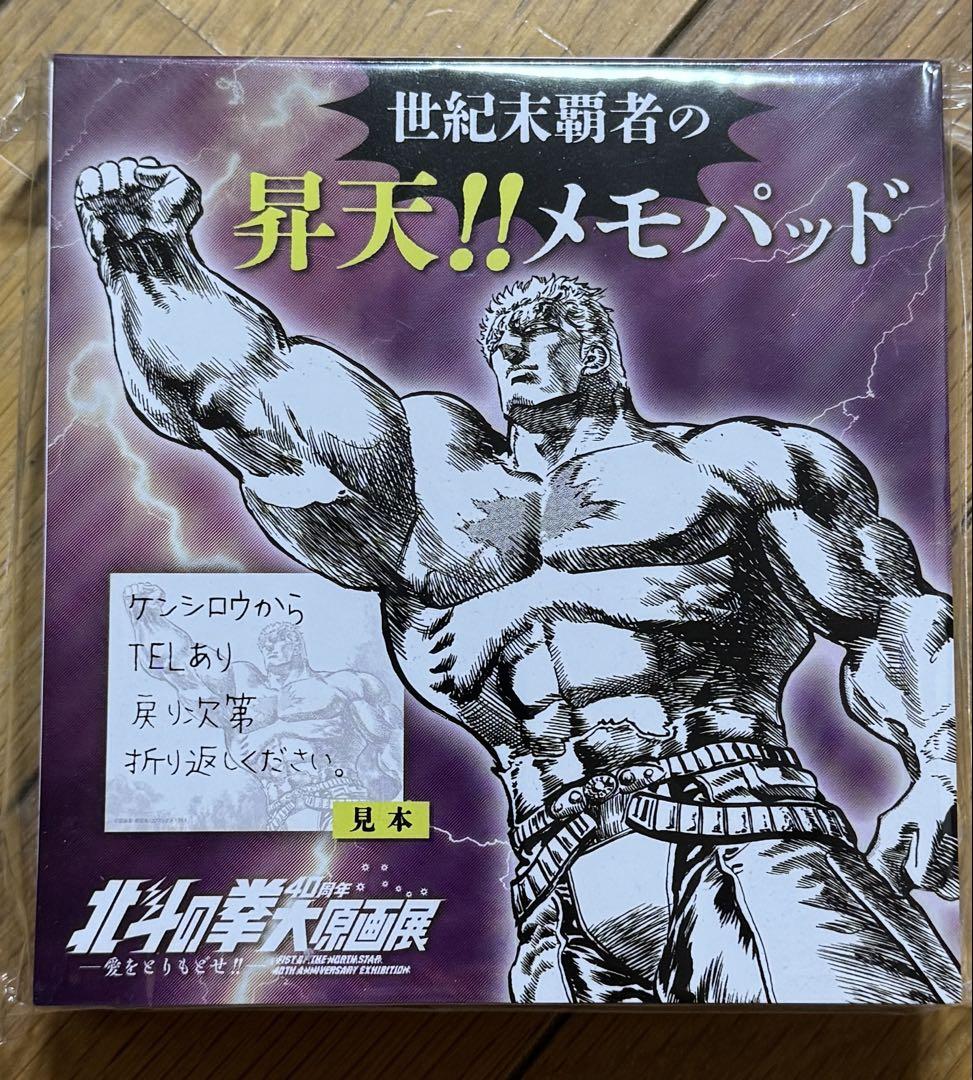 世紀末覇者の
昇天!!メモパッド
ケンシロウから
TELあり
戻り次第
折り返しください。
見本
北斗の拳40周年大原画展
―愛をとりもどせ!!―
FIST OF THE NORTH STAR
40TH ANNIVERSARY EXHIBITION